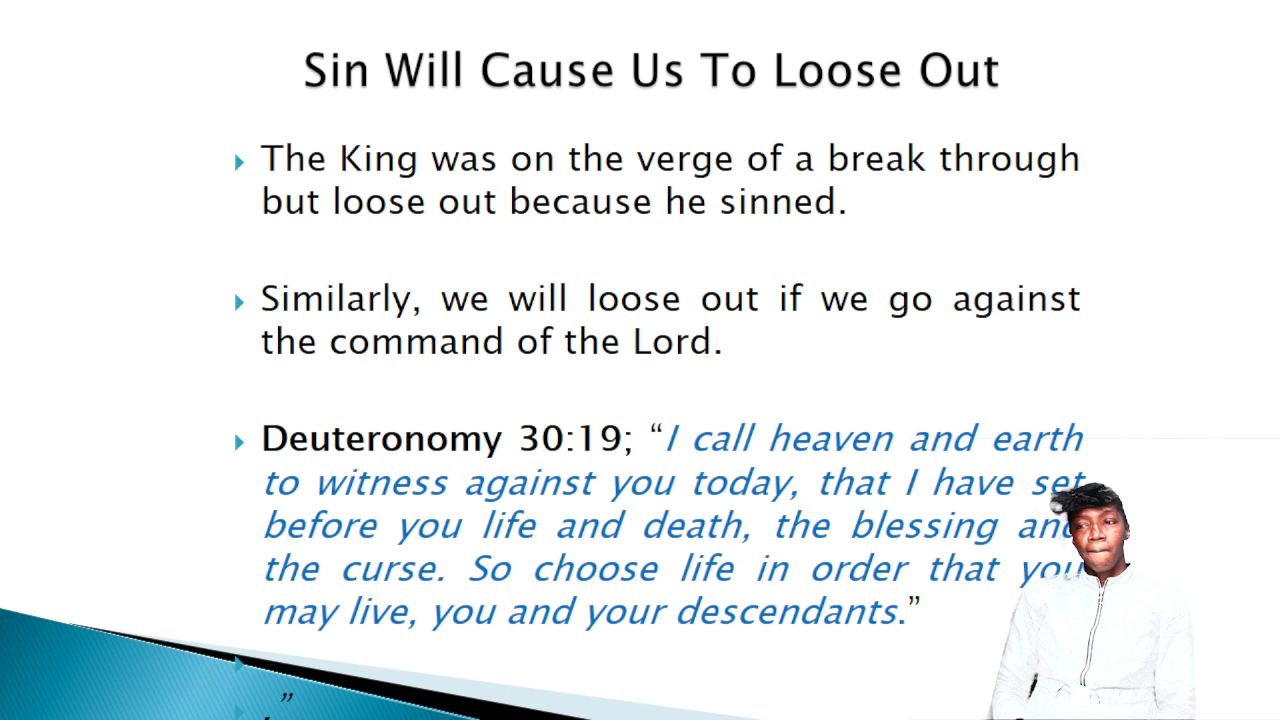 Sin Will Cause Us To Loose Out
The King was on the verge of a break through
but loose out because he sinned.
Similarly, we will loose out if we go against
the command of the Lord.
Deuteronomy 30:19; “I call heaven and earth
to witness against you today, that I have set
before you life and death, the blessing and
the curse. So choose life in order that you
may live, you and your descendants.”
”